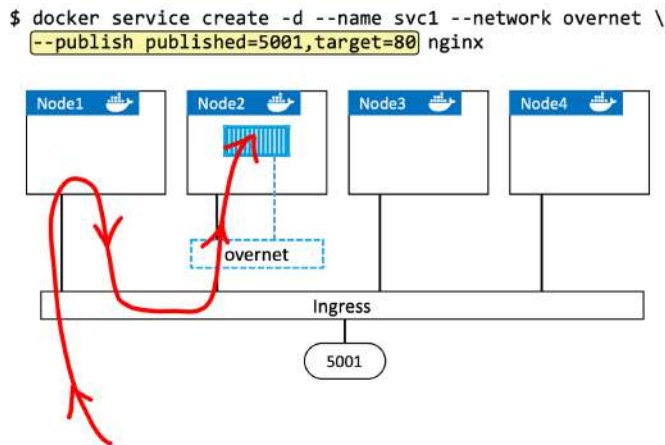 $ docker service create -d --name svc1 --network overnet \
--publish published=5001,target=80 nginx
Node1
Node2
Node3
Node4
overnet
Ingress
5001